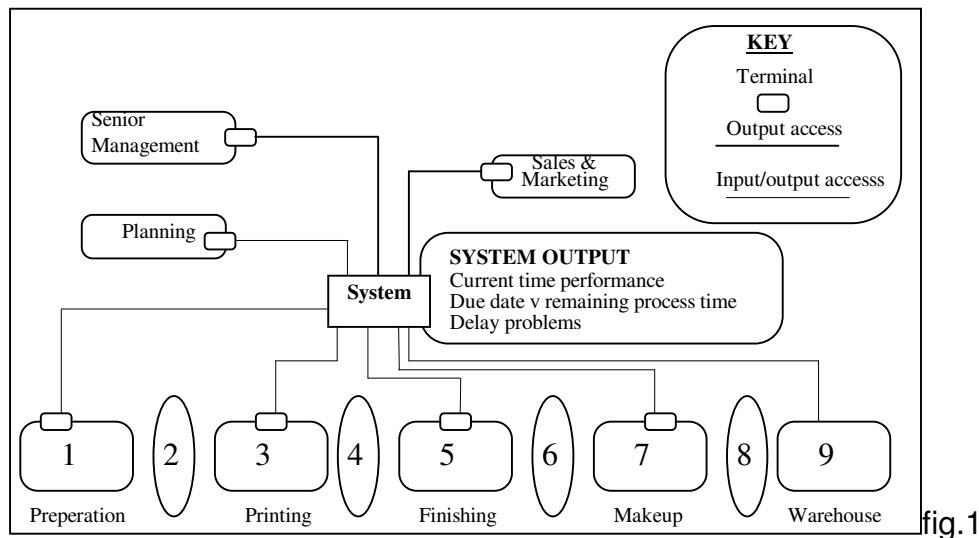 KEY
Terminal
Output access
Input/output accesss
Senior
Management
Sales &
Marketing
Planning
System
SYSTEM OUTPUT
Current time performance
Due date v remaining process time
Delay problems
1 2 3 4 5 6 7 8 9
Preperation Printing Finishing Makeup Warehouse
fig.1